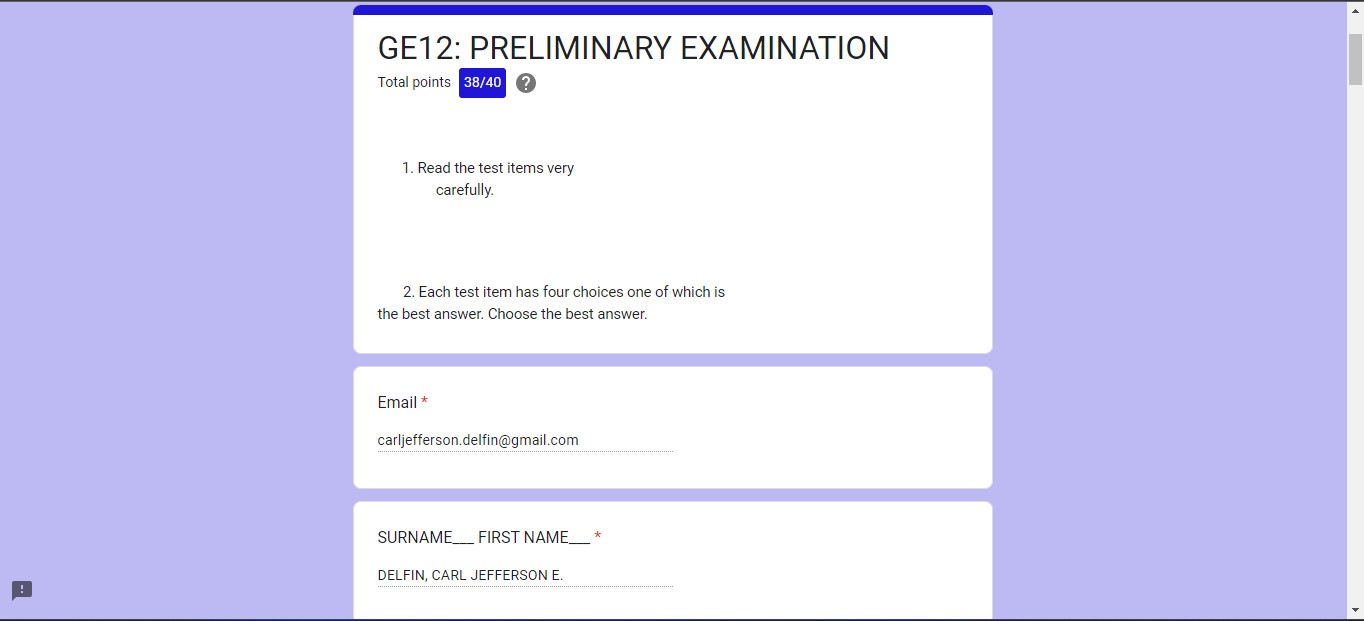 GE12: PRELIMINARY EXAMINATION
Total points 38/40 ?
1. Read the test items very
carefully.
2. Each test item has four choices one of which is
the best answer. Choose the best answer.
Email *
carljefferson.delfin@gmail.com
SURNAME___ FIRST NAME___ *
DELFIN, CARL JEFFERSON E.